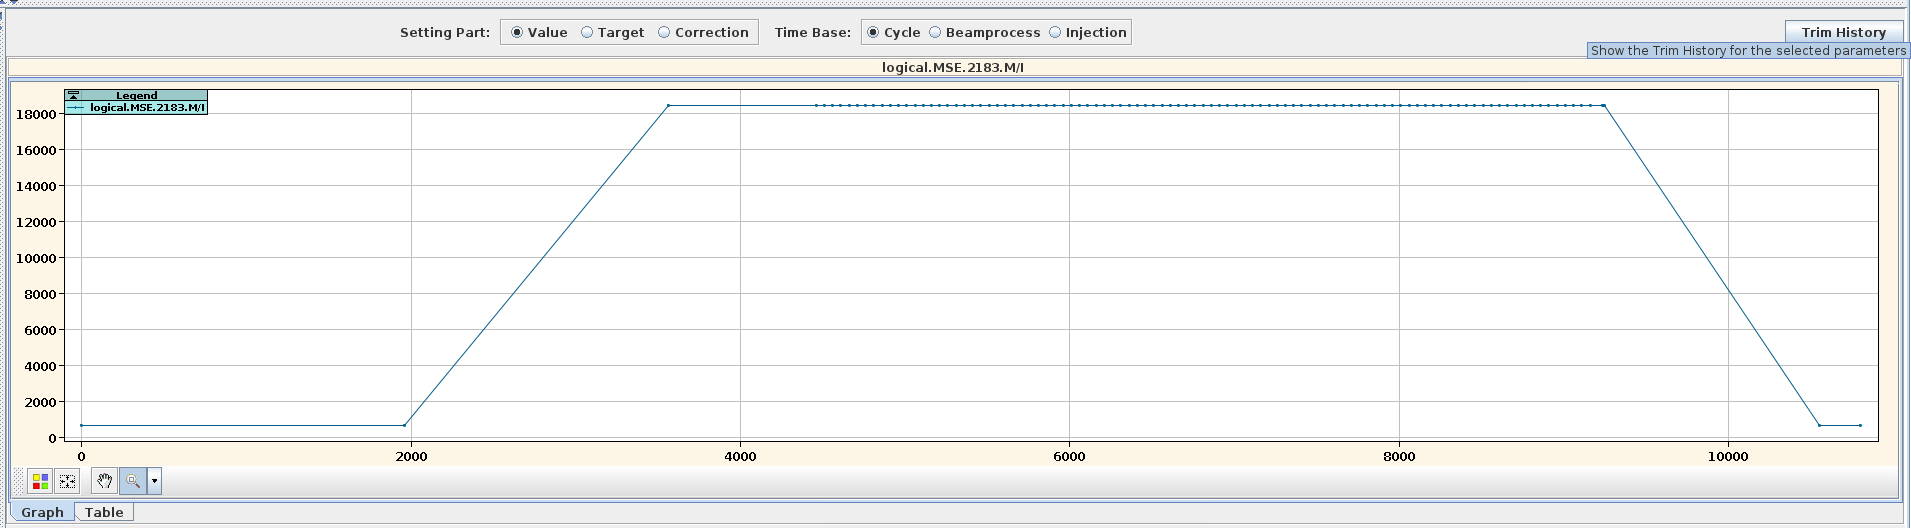 Setting Part: Value Target Correction Time Base: Cycle Beamprocess Injection Trim History
Show the Trim History for the selected parameters
logical.MSE.2183.M/I
Legend
logical.MSE.2183.M/I
18000
16000
14000
12000
10000
8000
6000
4000
2000
0
0 2000 4000 6000 8000 10000
Graph Table